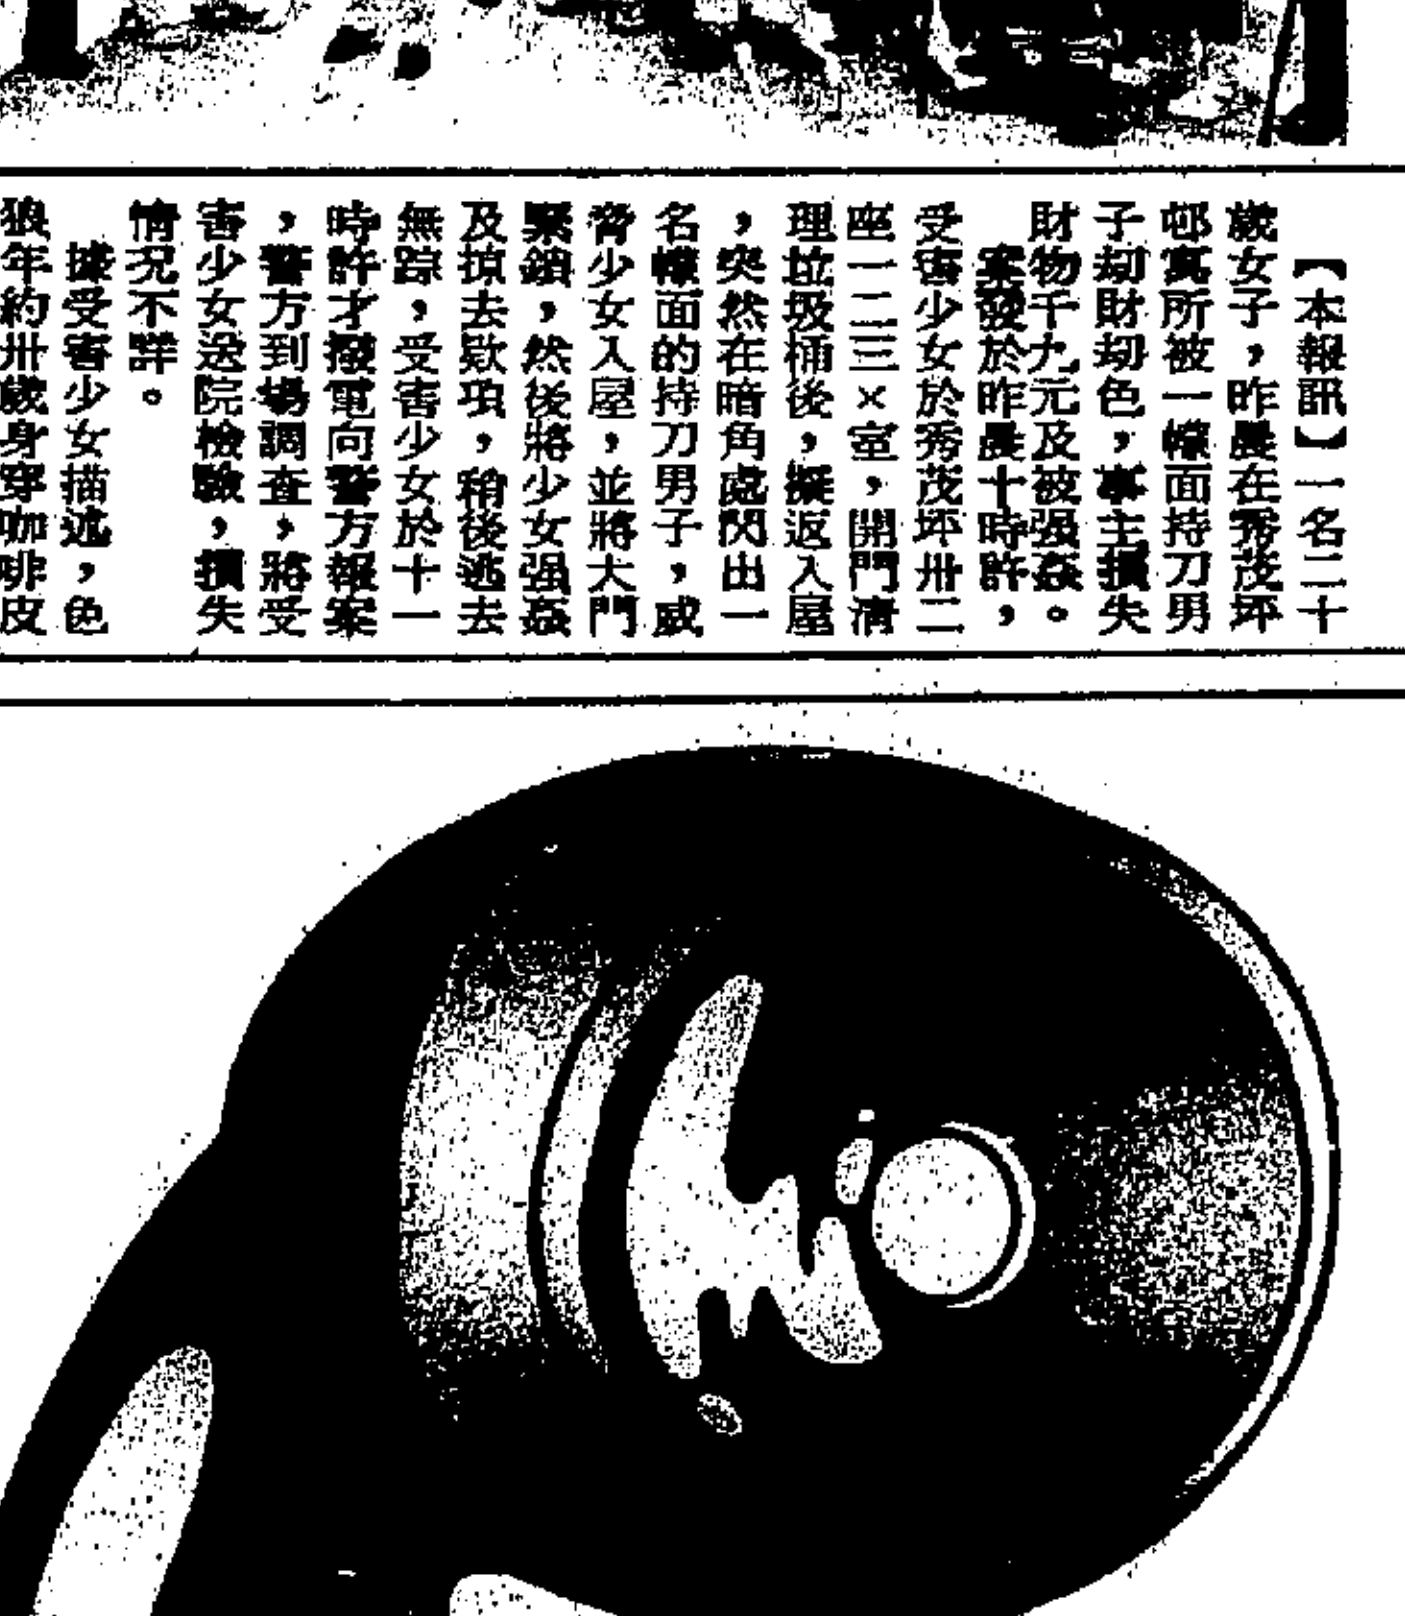 【本報訊】一名二十
歲女子，昨晨在秀茂坪
邨寓所被一幪面持刀男
子刧財刧色，事主損失
財物千九元及被强姦。
案發於昨晨十時許，
受害少女於秀茂坪卅二
座一二三×室，開門清
理垃圾桶後，擬返入屋
，突然在暗角處閃出一
名幪面的持刀男子，威
脅少女入屋，並將大門
緊鎖，然後將少女强姦
及掠去欵項，稍後逃去
無踪，受害少女於十一
時許才撥電向警方報案
，警方到場調查，將受
害少女送院檢驗，損失
情況不詳。
據受害少女描述，色
狼年約卅歲身穿咖啡皮